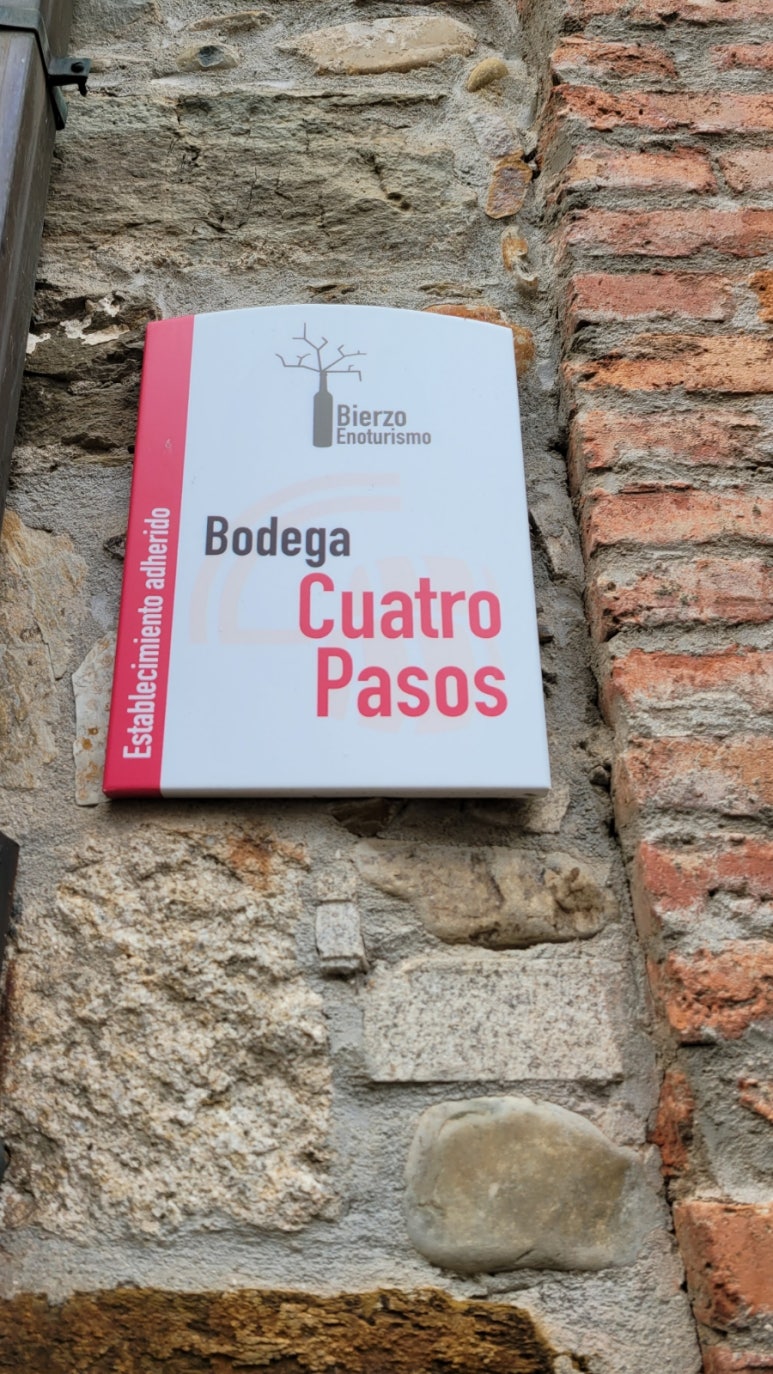 Bierzo
Enoturismo
Bodega
Cuatro
Pasos
Establecimiento adherido